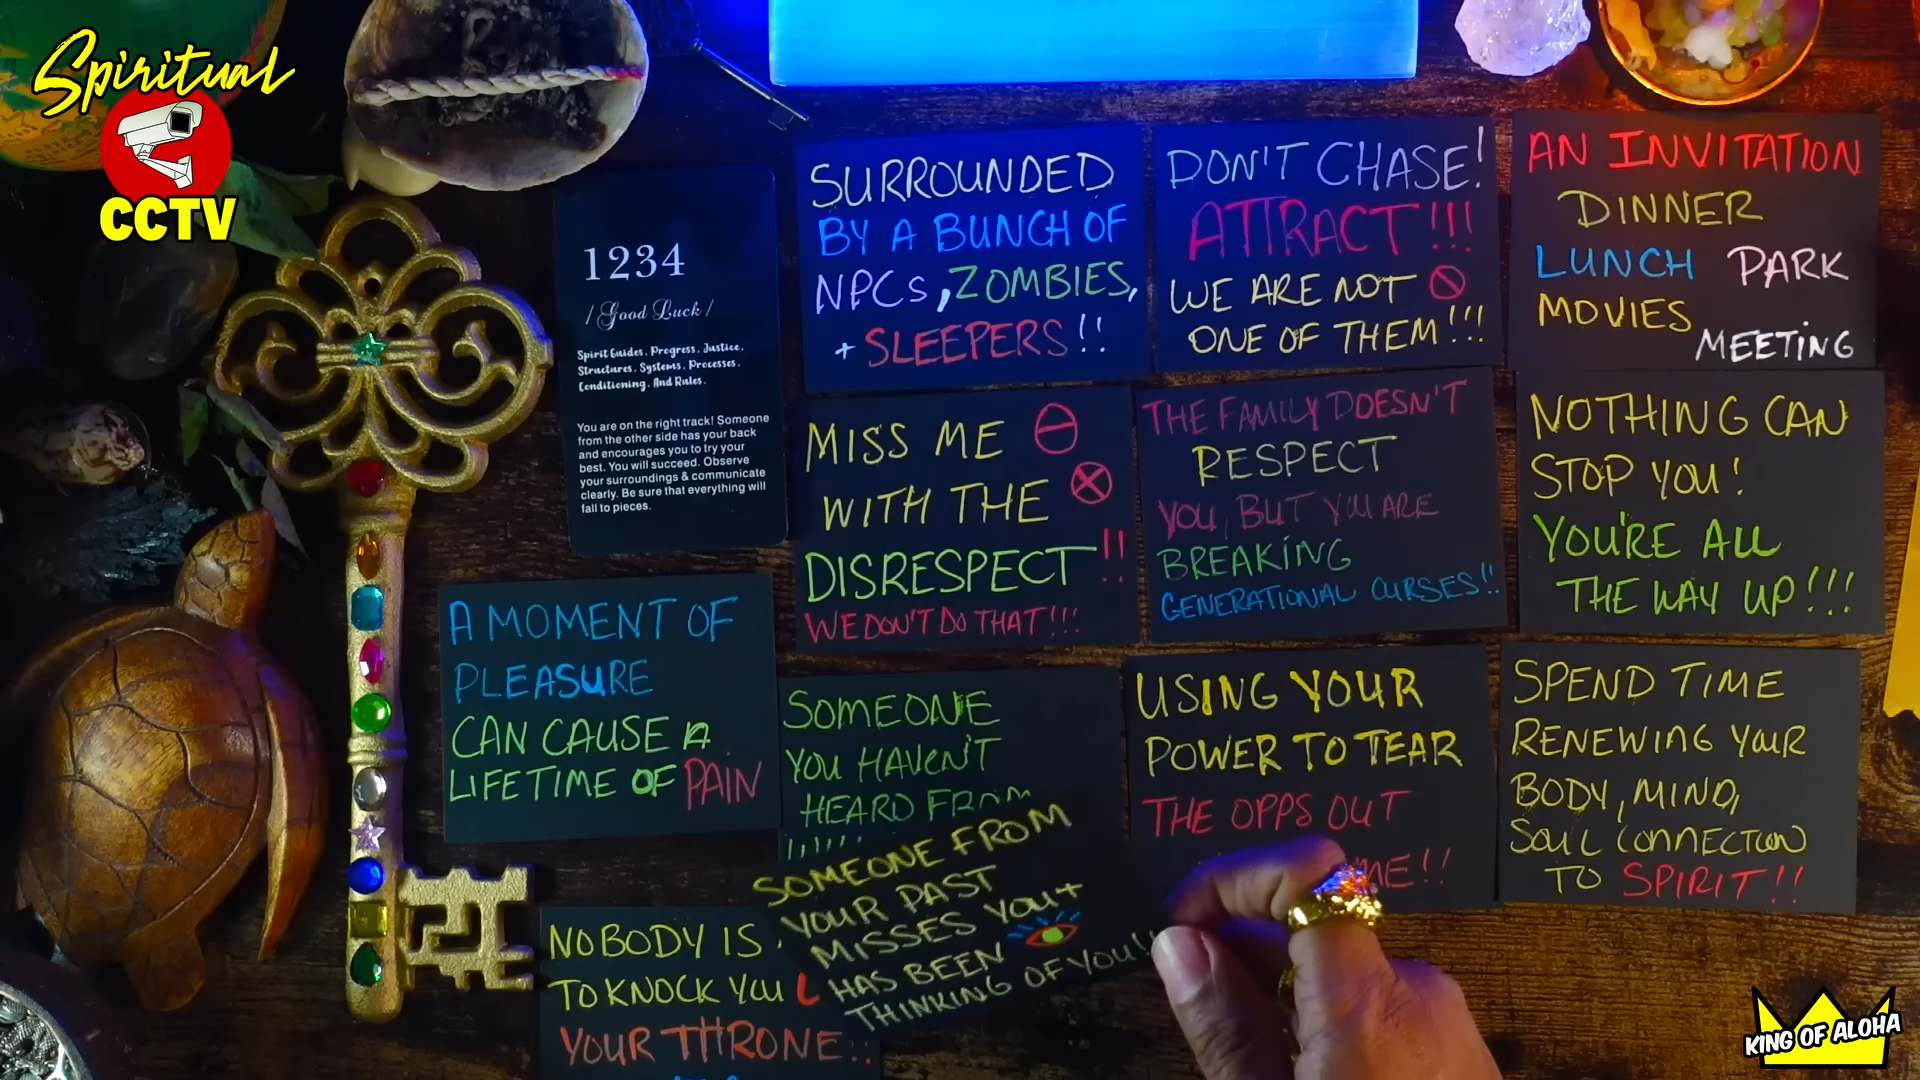 Spiritual
CCTV
1234
/Good Luck/
Spirit Guides. Progress. Justice.
Structures. Systems. Processes.
Conditioning. And Rules.
You are on the right track! Someone
from the other side has your back
and encourages you to try your
best. You will succeed. Observe
your surroundings & communicate
clearly. Be sure that everything will
fall to pieces.
SURROUNDED
BY A BUNCH OF
NPCs, ZOMBIES,
+ SLEEPERS!!
DON'T CHASE!
ATTRACT!!!
WE ARE NOT
ONE OF THEM!!!
AN INVITATION
DINNER
LUNCH PARK
MOVIES
MEETING
MISS ME
WITH THE
DISRESPECT!!
WE DON'T DO THAT!!!
THE FAMILY DOESN'T
RESPECT
YOU, BUT YOU ARE
BREAKING
GENERATIONAL CURSES!!
NOTHING CAN
STOP YOU!
YOU'RE ALL
THE WAY UP!!!
A MOMENT OF
PLEASURE
CAN CAUSE A
LIFETIME OF PAIN
SOMEONE
YOU HAVEN'T
HEARD FROM
USING YOUR
POWER TO TEAR
THE OPPS OUT
ME!!
SPEND TIME
RENEWING YOUR
BODY, MIND,
SOUL CONNECTION
TO SPIRIT!!
NOBODY IS
TO KNOCK YOU
YOUR THRONE!!
SOMEONE FROM
YOUR PAST
MISSES YOU +
HAS BEEN
THINKING OF YOU!!
KING OF ALOHA